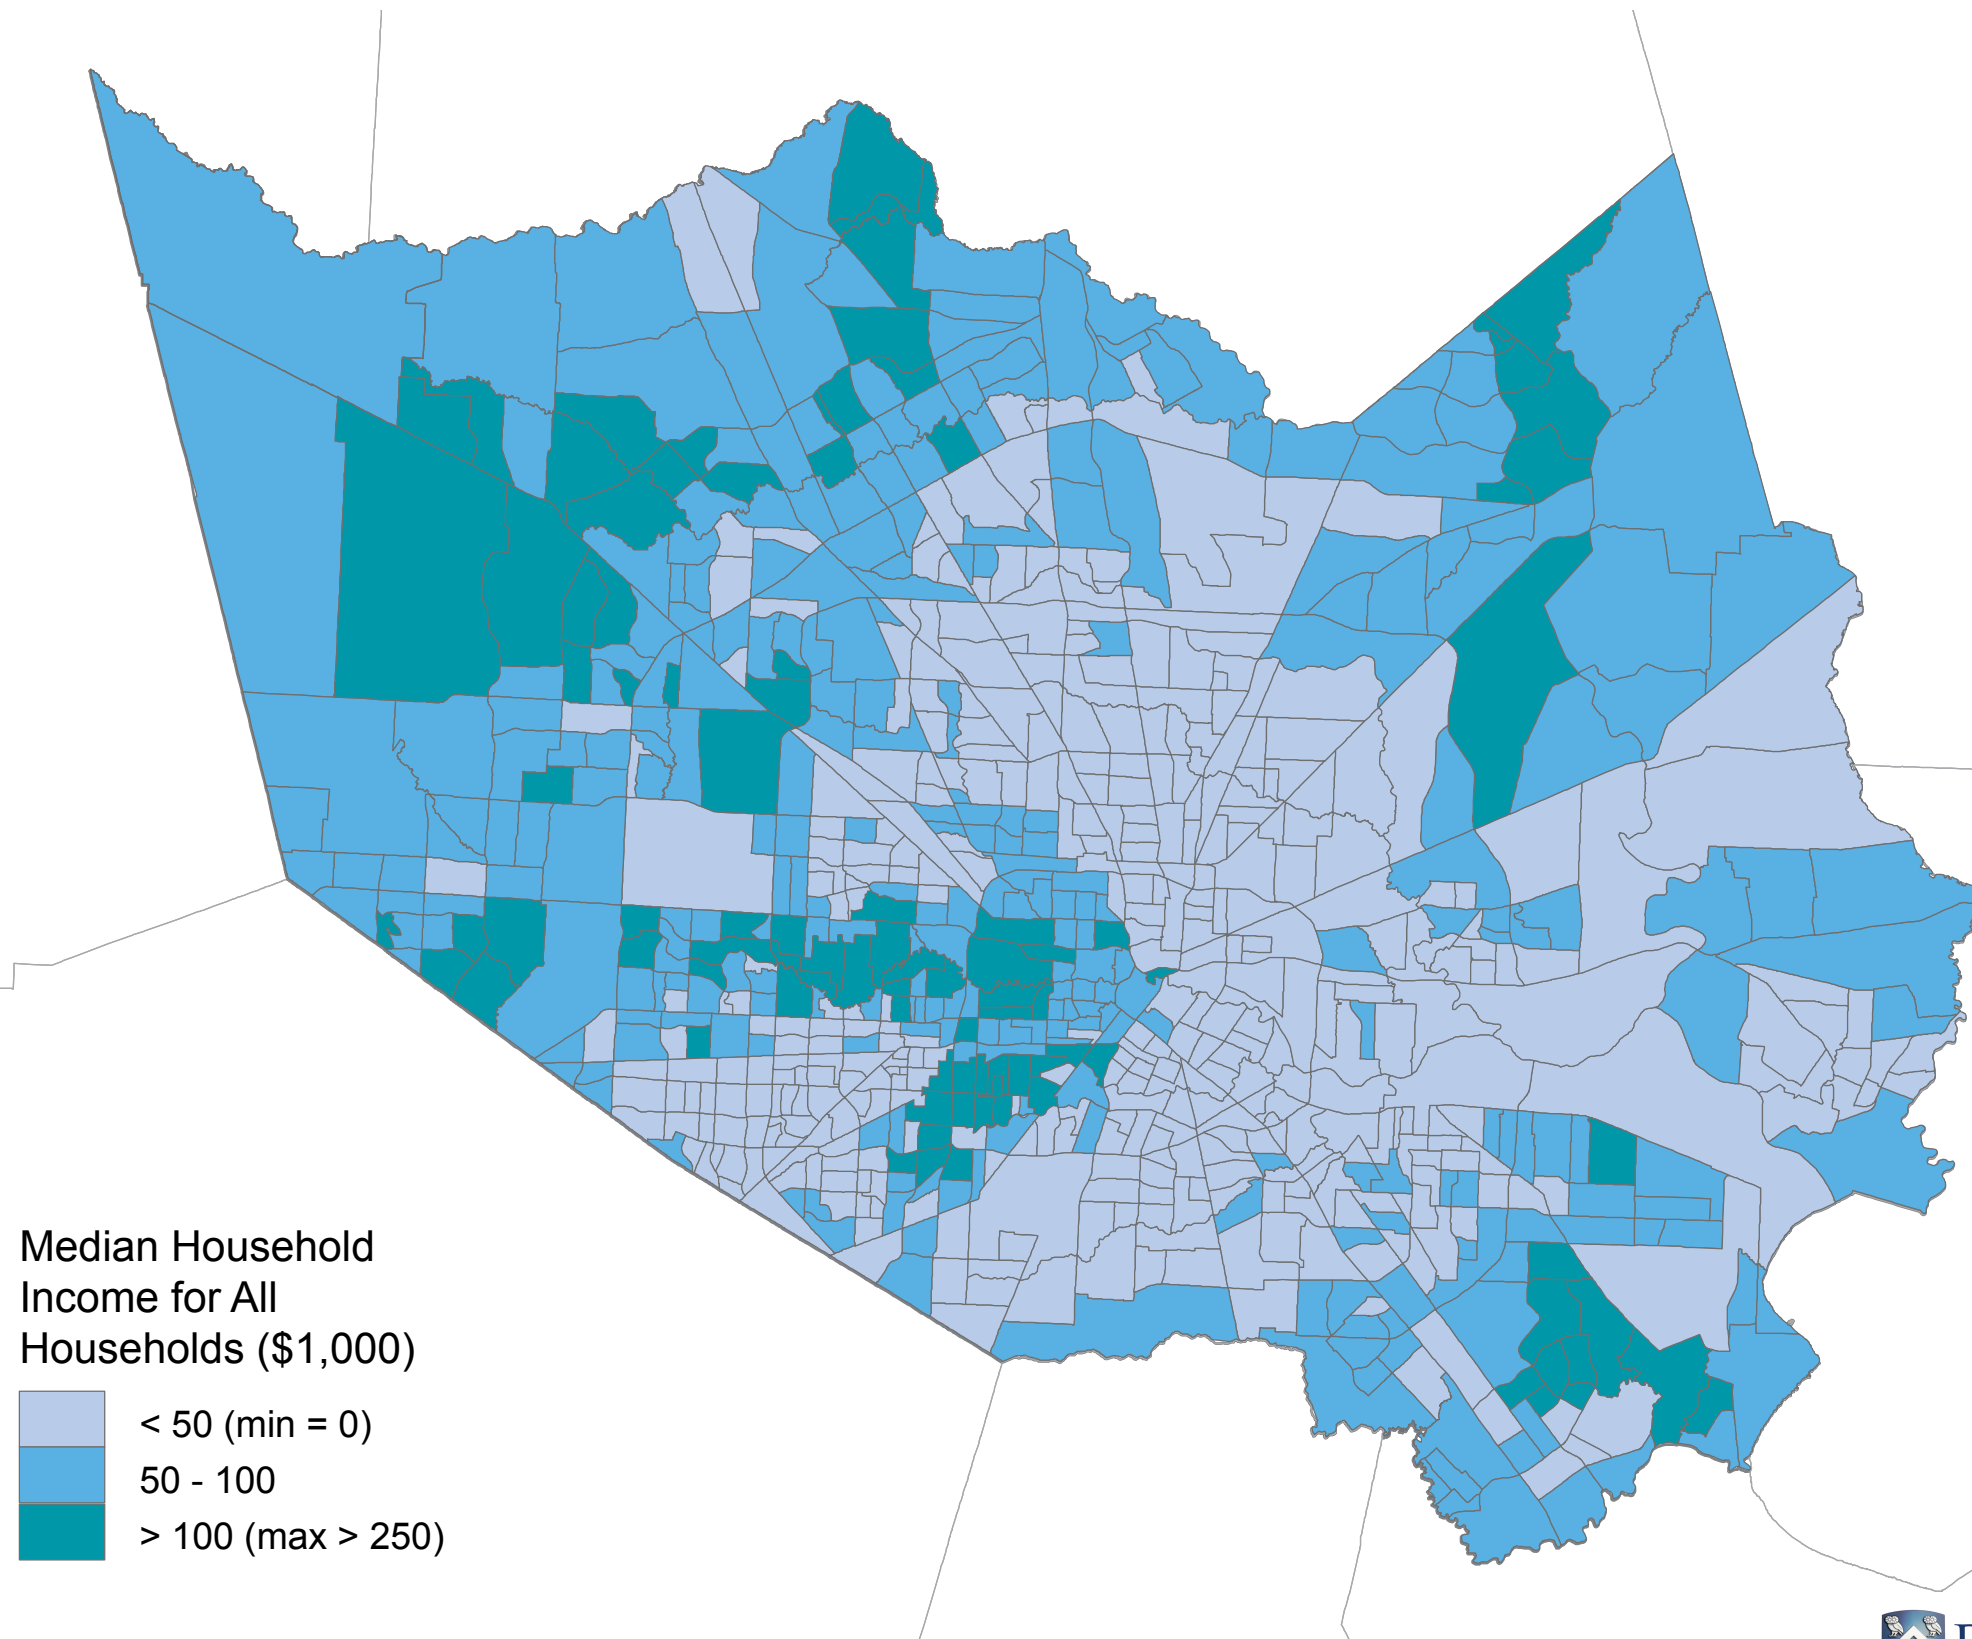 Median Household
Income for All
Households ($1,000)
< 50 (min = 0)
50 - 100
> 100 (max > 250)